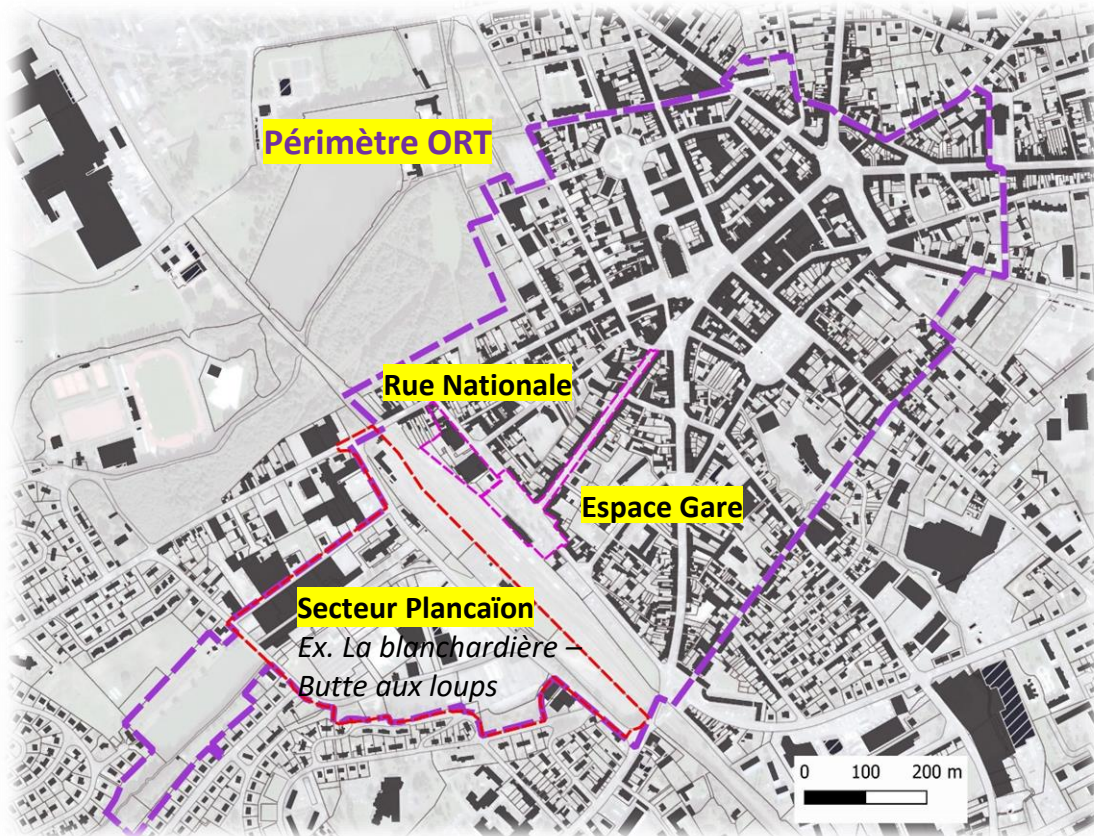 Périmètre ORT
Rue Nationale
Espace Gare
Secteur Plancaïon
Ex. La blanchardière –
Butte aux loups
0 100 200 m